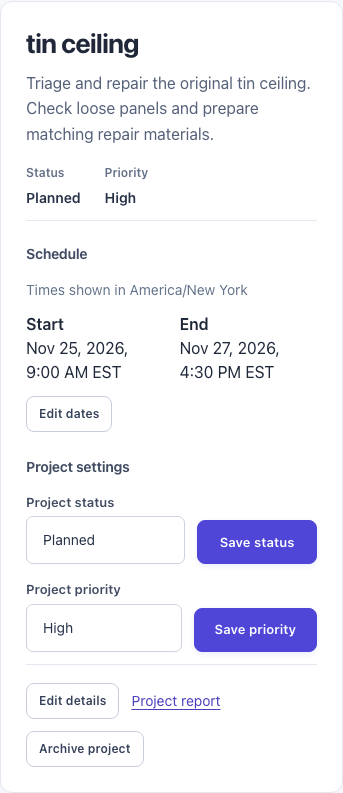 tin ceiling
Triage and repair the original tin ceiling.
Check loose panels and prepare
matching repair materials.
Status
Priority
Planned
High
Schedule
Times shown in America/New York
Start
End
Nov 25, 2026,
Nov 27, 2026,
9:00 AM EST
4:30 PM EST
Edit dates
Project settings
Project status
Planned
Save status
Project priority
High
Save priority
Edit details
Project report
Archive project